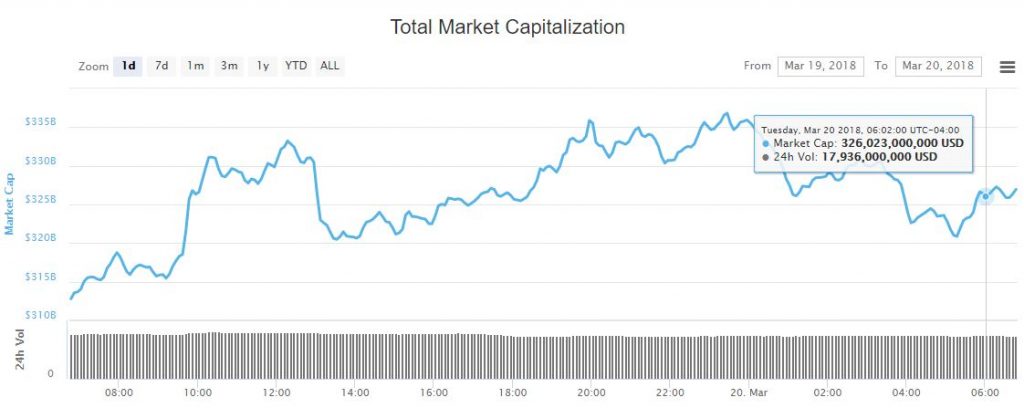 Total Market Capitalization
Zoom 1d 7d 1m 3m 1y YTD ALL
From Mar 19, 2018 To Mar 20, 2018
$335B
$330B
$325B
$320B
$315B
$310B
Market Cap
Tuesday, Mar 20 2018, 06:02:00 UTC-04:00
● Market Cap: 326,023,000,000 USD
● 24h Vol: 17,936,000,000 USD
24h Vol
0
08:00 10:00 12:00 14:00 16:00 18:00 20:00 22:00 20. Mar 02:00 04:00 06:00